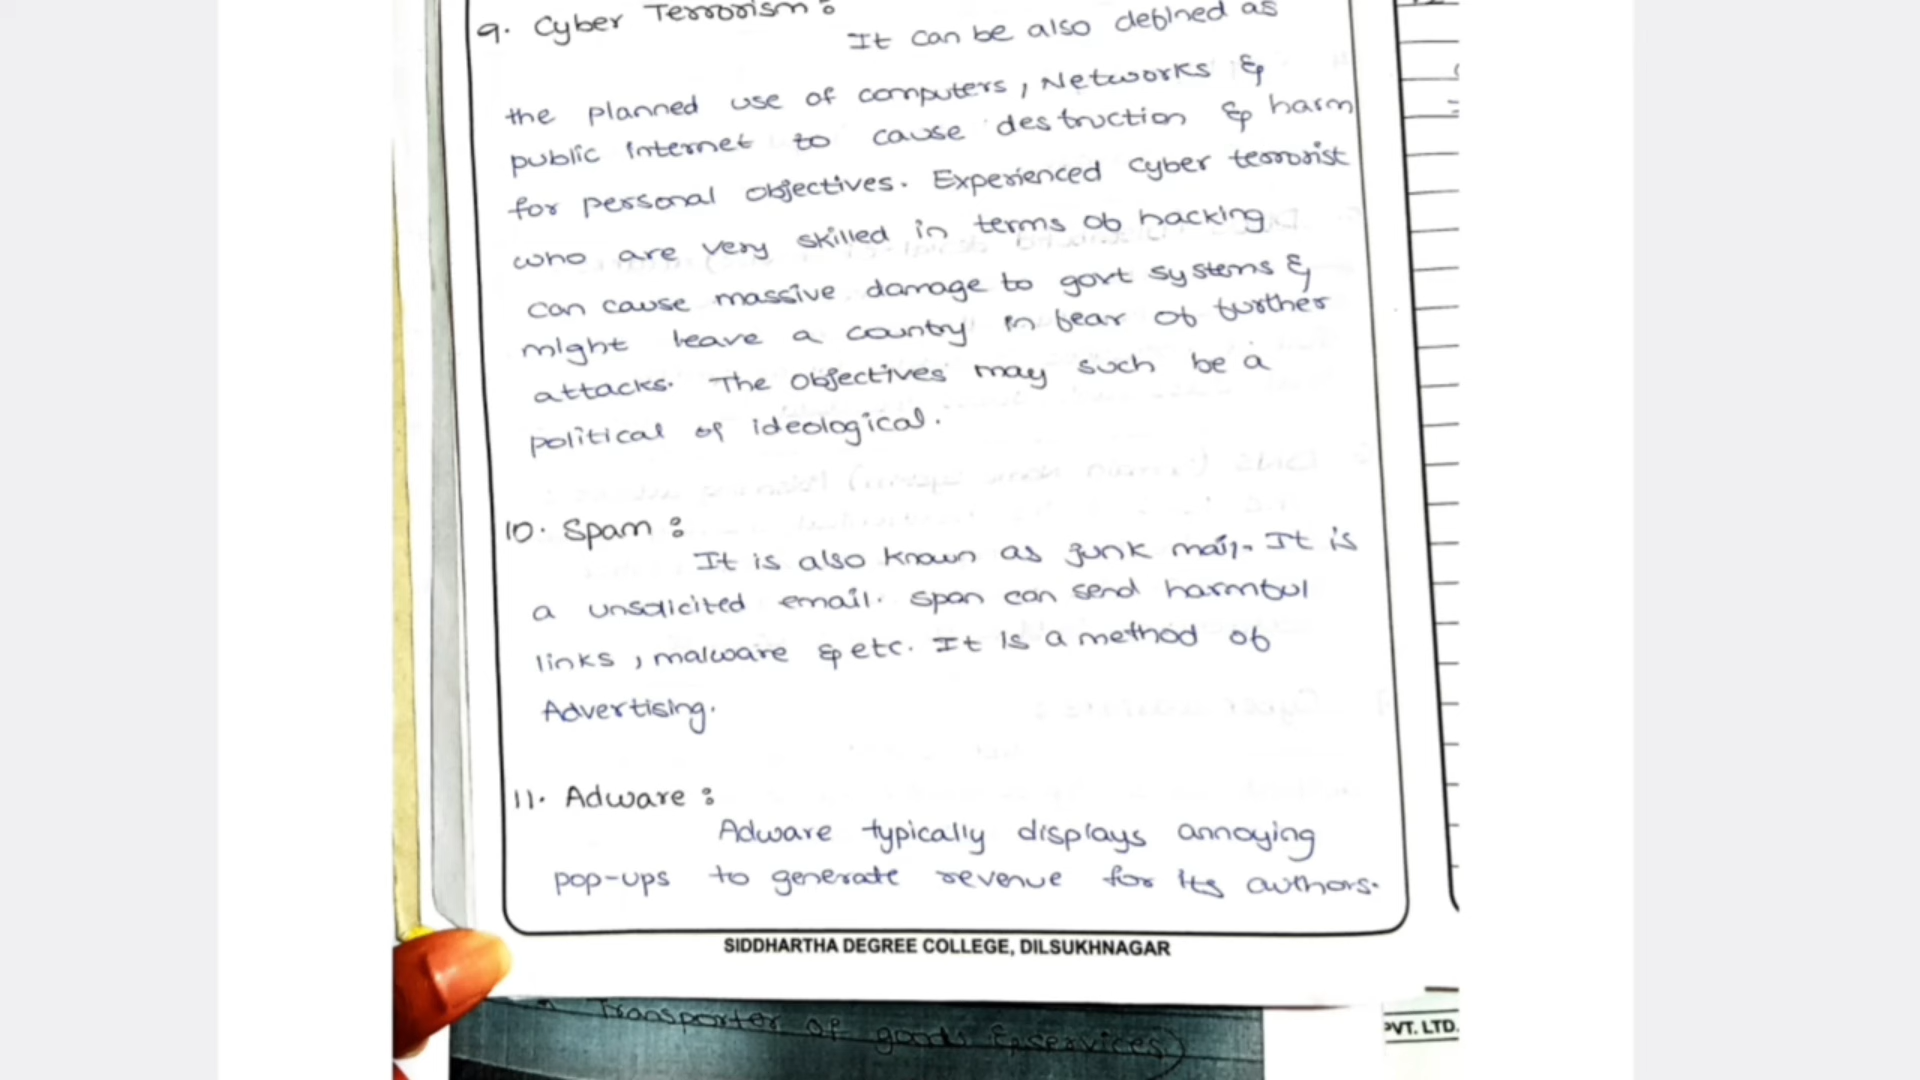 9. Cyber Terrorism :
It can be also defined as
the planned use of computers, Networks &
public internet to cause destruction & harm
for personal objectives. Experienced cyber terrorist
who are very skilled in terms of hacking
can cause massive damage to govt systems &
might leave a country in fear of further
attacks. The objectives may such be a
political of ideological.
10. Spam :
It is also known as junk mail. It is
a unsolicited email. Span can send harmful
links, malware & etc. It is a method of
Advertising.
11. Adware :
Adware typically displays annoying
pop-ups to generate revenue for its authors.
SIDDHARTHA DEGREE COLLEGE, DILSUKHNAGAR
Transporter of goods & services)
PVT. LTD.